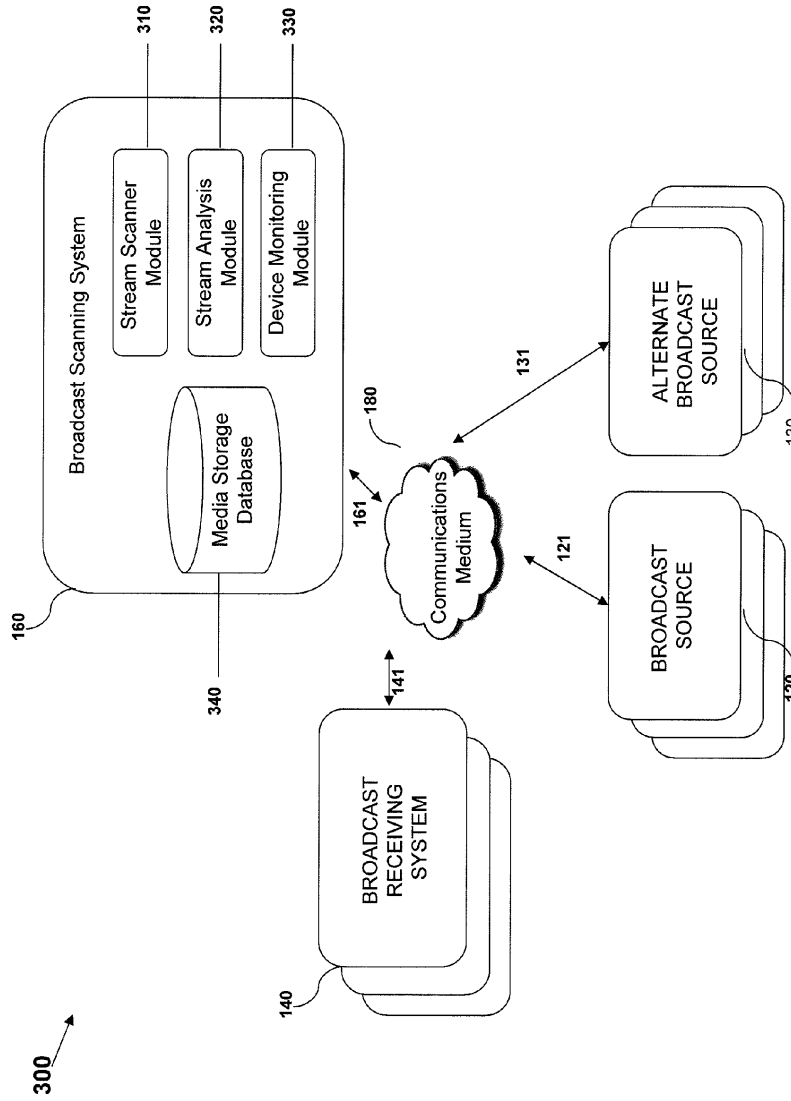 300
160
Broadcast Scanning System
310
Stream Scanner
Module
320
Stream Analysis
Module
330
Device Monitoring
Module
340
Media Storage
Database
140
BROADCAST
RECEIVING
SYSTEM
141
161
180
Communications
Medium
121
131
BROADCAST
SOURCE
ALTERNATE
BROADCAST
SOURCE